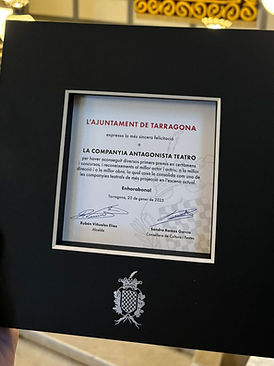 L'AJUNTAMENT DE TARRAGONA
expressa la més sincera felicitació
a
LA COMPANYIA ANTAGONISTA TEATRO
per haver aconseguit diversos primers premis en certàmens
i concursos, i reconeixements al millor actor i actriu, a la millor
direcció i a la millor obra, la qual cosa la consolida com una de
les companyies teatrals de més projecció en l'escena actual.
Enhorabona!
Tarragona, 20 de gener de 2023
Rubén Viñuales Elías
Alcalde
Sandra Ramos García
Consellera de Cultura i Festes